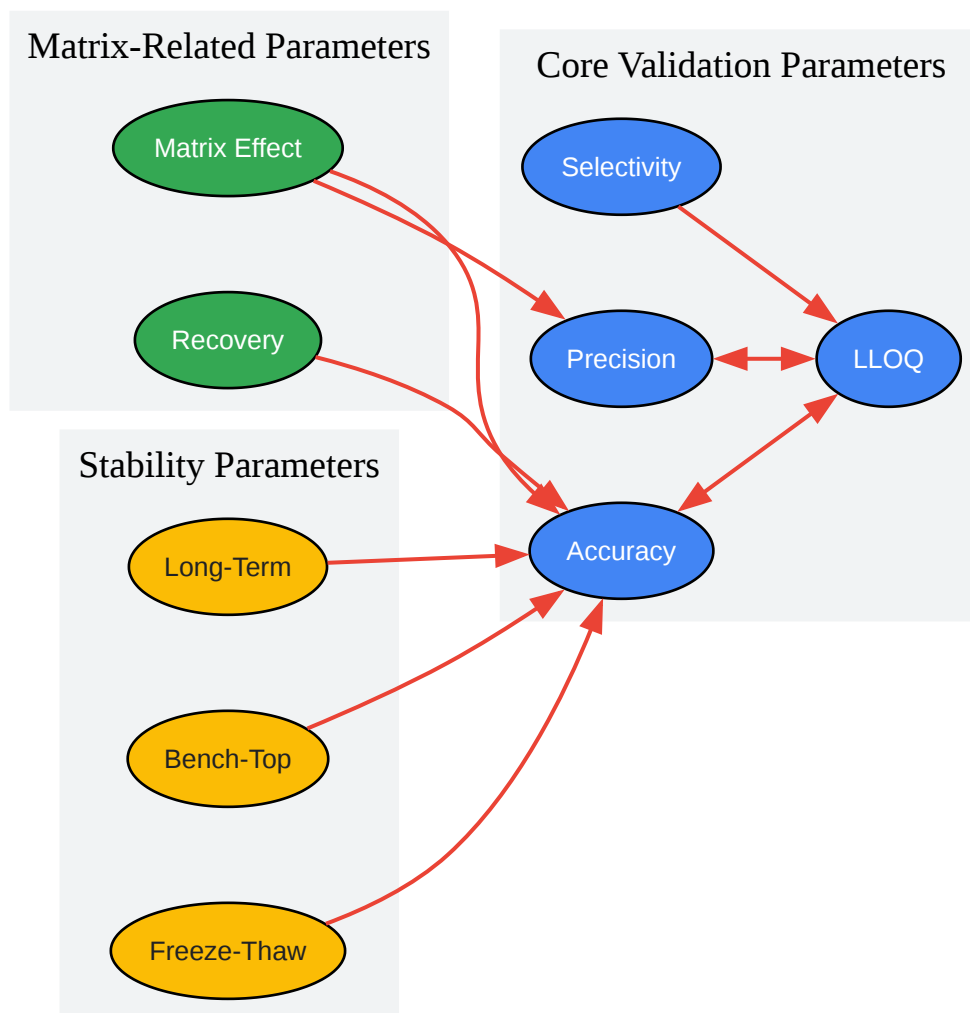 Matrix-Related Parameters
Matrix Effect
Recovery
Core Validation Parameters
Selectivity
Precision
LLOQ
Accuracy
Stability Parameters
Long-Term
Bench-Top
Freeze-Thaw